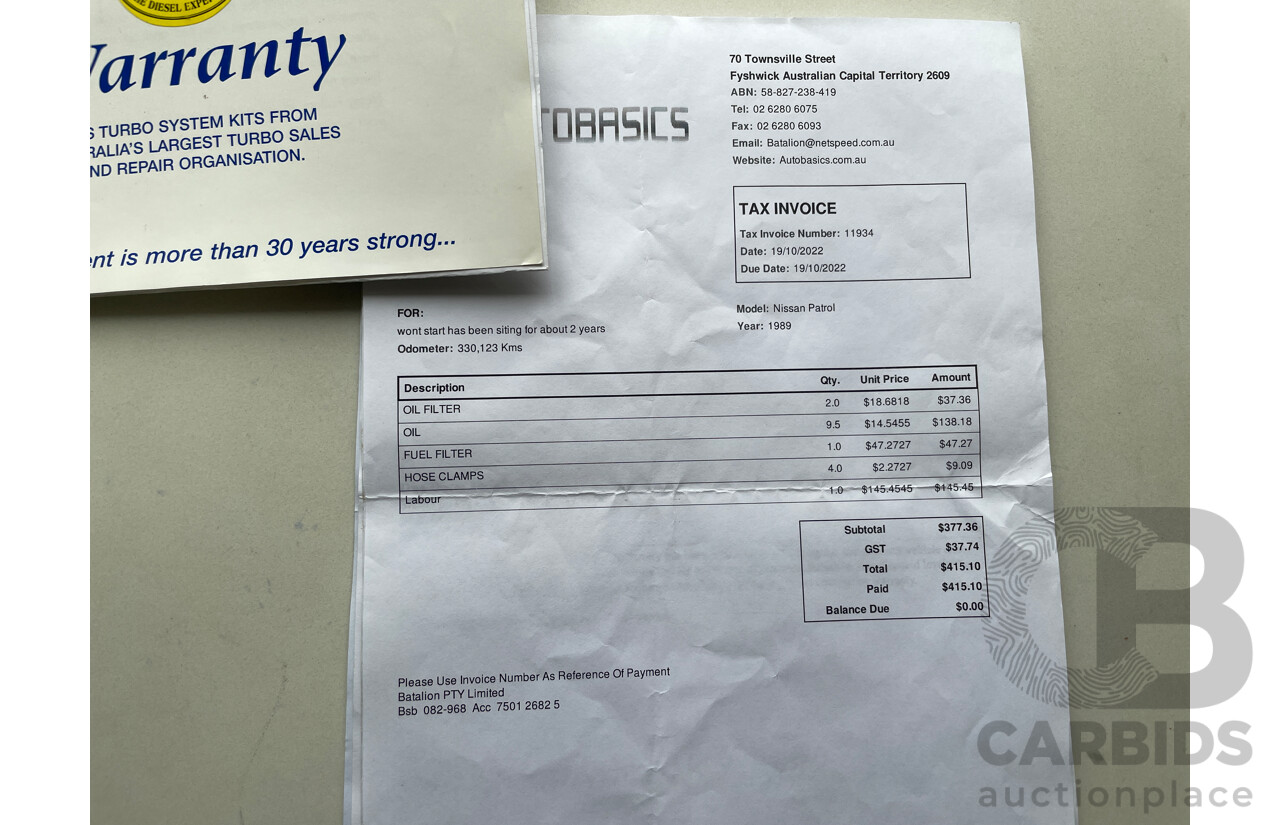 THE DIESEL EXPE
Warranty
S TURBO SYSTEM KITS FROM
RALIA'S LARGEST TURBO SALES
ND REPAIR ORGANISATION.
ent is more than 30 years strong...
TOBASICS
70 Townsville Street
Fyshwick Australian Capital Territory 2609
ABN: 58-827-238-419
Tel: 02 6280 6075
Fax: 02 6280 6093
Email: Batalion@netspeed.com.au
Website: Autobasics.com.au
TAX INVOICE
Tax Invoice Number: 11934
Date: 19/10/2022
Due Date: 19/10/2022
FOR:
wont start has been siting for about 2 years
Odometer: 330,123 Kms
Model: Nissan Patrol
Year: 1989
Description Qty. Unit Price Amount
OIL FILTER 2.0 $18.6818 $37.36
OIL 9.5 $14.5455 $138.18
FUEL FILTER 1.0 $47.2727 $47.27
HOSE CLAMPS 4.0 $2.2727 $9.09
Labour 1.0 $145.4545 $145.45
Subtotal $377.36
GST $37.74
Total $415.10
Paid $415.10
Balance Due $0.00
Please Use Invoice Number As Reference Of Payment
Batalion PTY Limited
Bsb 082-968 Acc 7501 2682 5
CB
CARBIDS
auctionplace